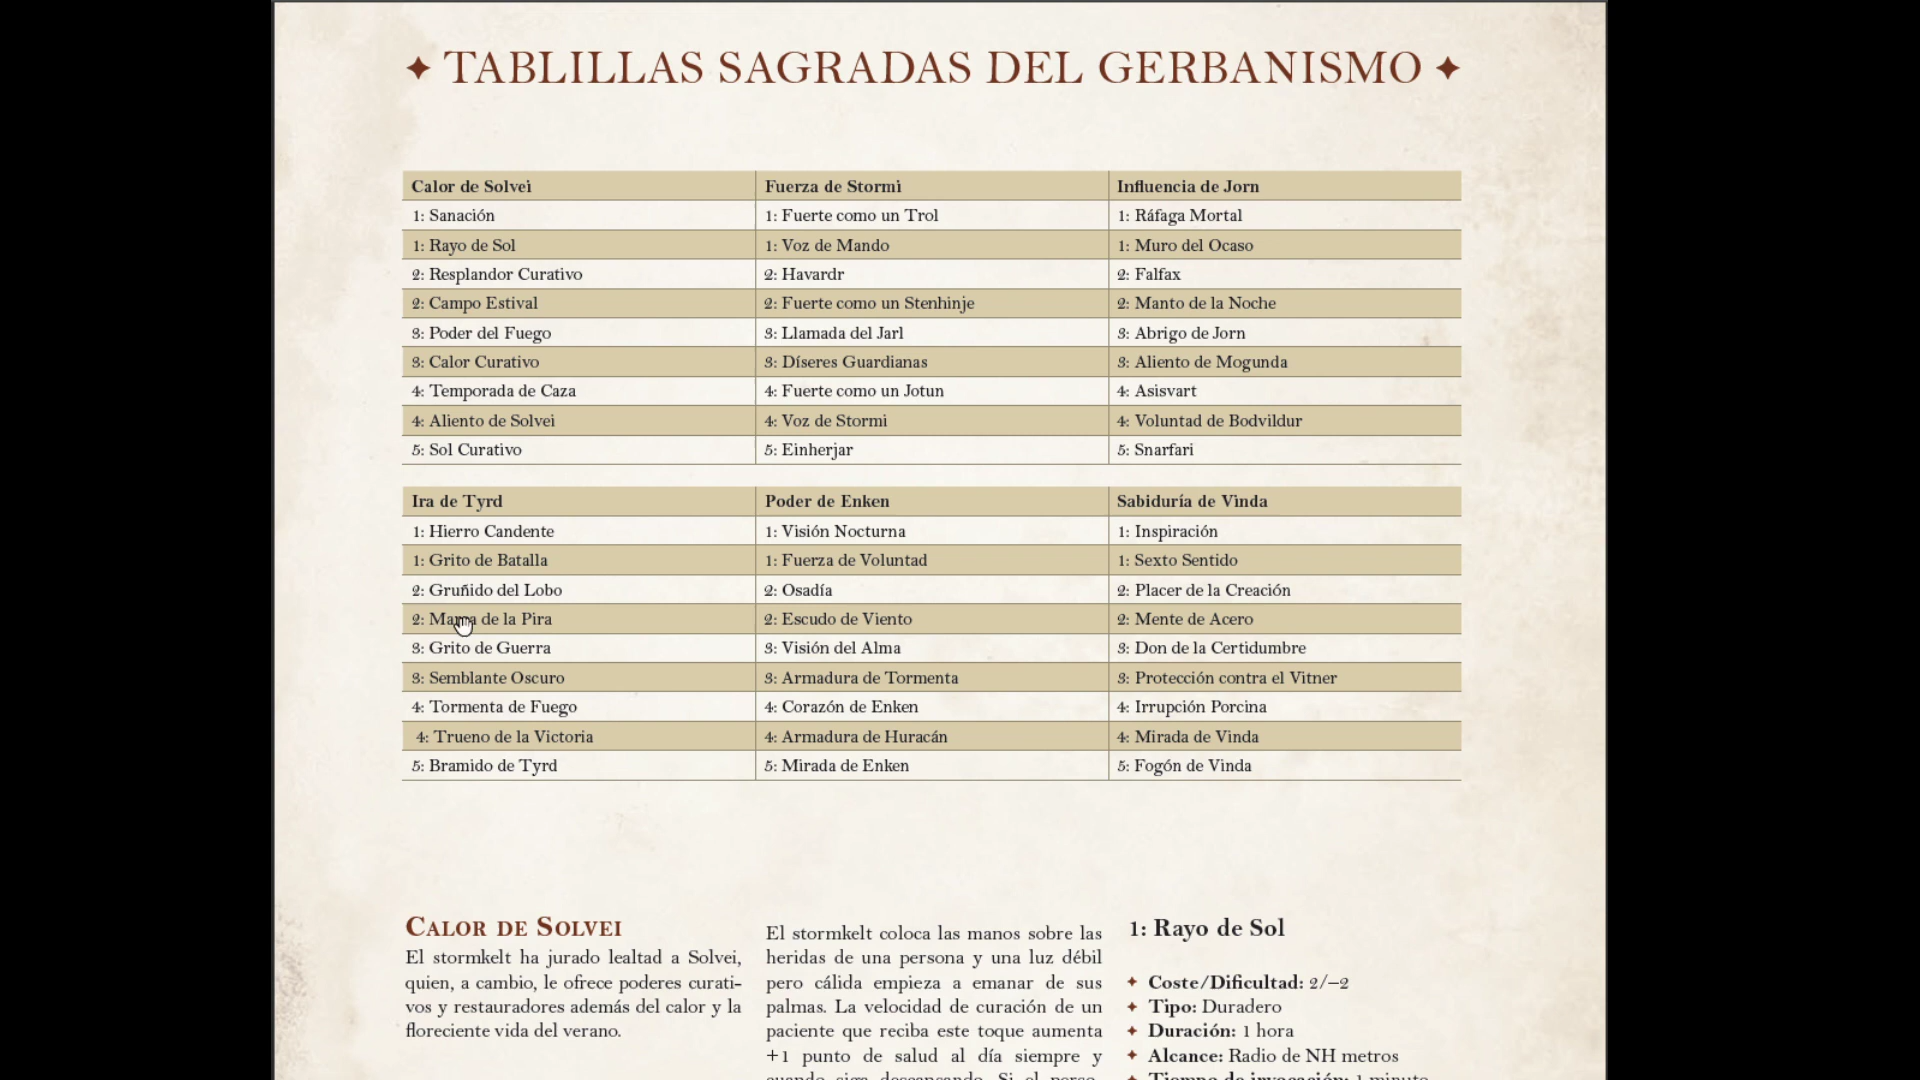 TABLILLAS SAGRADAS DEL GERBANISMO
Calor de Solvei
1: Sanación
1: Rayo de Sol
2: Resplandor Curativo
2: Campo Estival
3: Poder del Fuego
3: Calor Curativo
4: Temporada de Caza
4: Aliento de Solvei
5: Sol Curativo
Fuerza de Stormi
1: Fuerte como un Trol
1: Voz de Mando
2: Havardr
2: Fuerte como un Stenhinje
3: Llamada del Jarl
3: Díseres Guardianas
4: Fuerte como un Jotun
4: Voz de Stormi
5: Einherjar
Influencia de Jorn
1: Ráfaga Mortal
1: Muro del Ocaso
2: Falfax
2: Manto de la Noche
3: Abrigo de Jorn
3: Aliento de Mogunda
4: Asisvart
4: Voluntad de Bodvildur
5: Snarfari
Ira de Tyrd
1: Hierro Candente
1: Grito de Batalla
2: Gruñido del Lobo
2: de la Pira
3: Grito de Guerra
3: Semblante Oscuro
4: Tormenta de Fuego
4: Trueno de la Victoria
5: Bramido de Tyrd
Poder de Enken
1: Visión Nocturna
1: Fuerza de Voluntad
2: Osadía
2: Escudo de Viento
3: Visión del Alma
3: Armadura de Tormenta
4: Corazón de Enken
4: Armadura de Huracán
5: Mirada de Enken
Sabiduría de Vinda
1: Inspiración
1: Sexto Sentido
2: Placer de la Creación
2: Mente de Acero
3: Don de la Certidumbre
3: Protección contra el Vitner
4: Irrupción Porcina
4: Mirada de Vinda
5: Fogón de Vinda
CALOR DE SOLVEI
El stormkelt ha jurado lealtad a Solvei,
quien, a cambio, le ofrece poderes curati-
vos y restauradores además del calor y la
floreciente vida del verano.
El stormkelt coloca las manos sobre las
heridas de una persona y una luz débil
pero cálida empieza a emanar de sus
palmas. La velocidad de curación de un
paciente que reciba este toque aumenta
+1 punto de salud al día siempre y
cuando siga descansando. Si el perso-
1: Rayo de Sol
Coste/Dificultad: 2/–2
Tipo: Duradero
Duración: 1 hora
Alcance: Radio de NH metros
Tiempo de invocación: 1 minuto